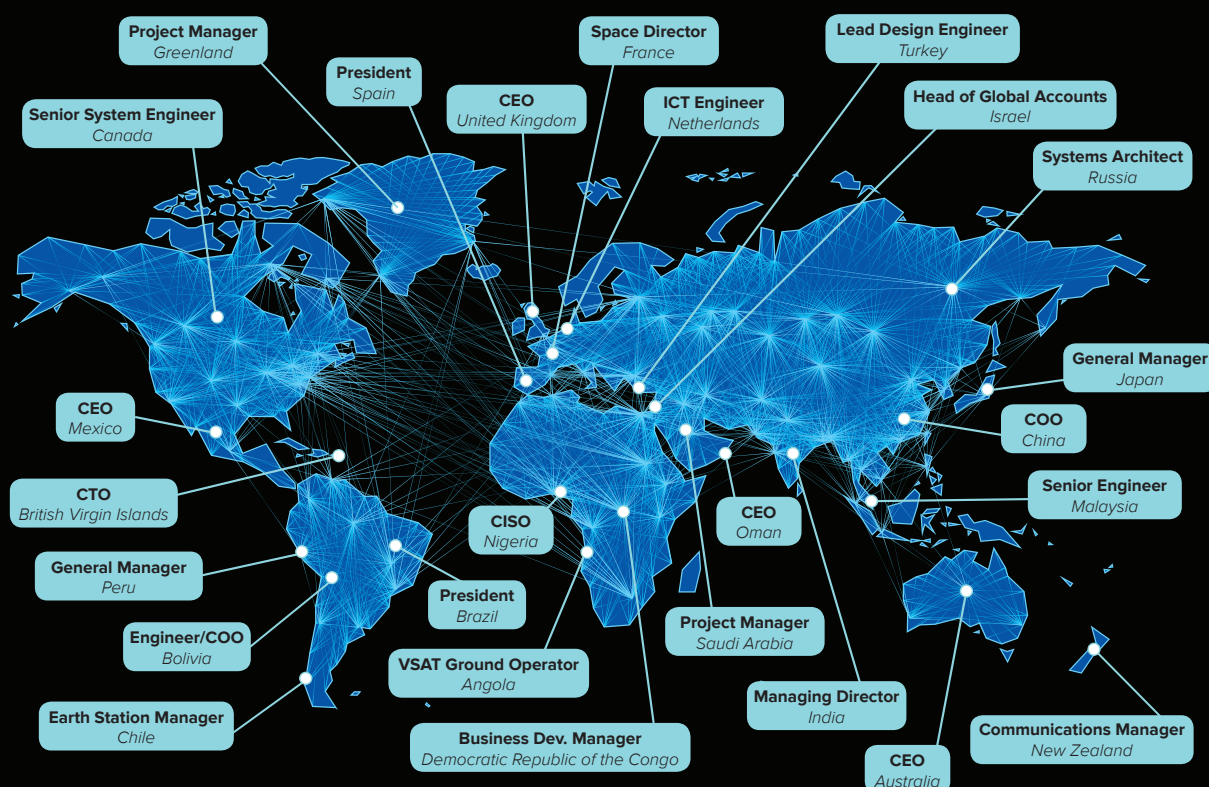 Project Manager
Greenland
Space Director
France
Lead Design Engineer
Turkey
President
Spain
CEO
United Kingdom
ICT Engineer
Netherlands
Head of Global Accounts
Israel
Senior System Engineer
Canada
Systems Architect
Russia
General Manager
Japan
CEO
Mexico
COO
China
CTO
British Virgin Islands
Senior Engineer
Malaysia
CISO
Nigeria
CEO
Oman
General Manager
Peru
President
Brazil
Project Manager
Saudi Arabia
Engineer/COO
Bolivia
VSAT Ground Operator
Angola
Managing Director
India
Earth Station Manager
Chile
Business Dev. Manager
Democratic Republic of the Congo
Communications Manager
New Zealand
CEO
Australia